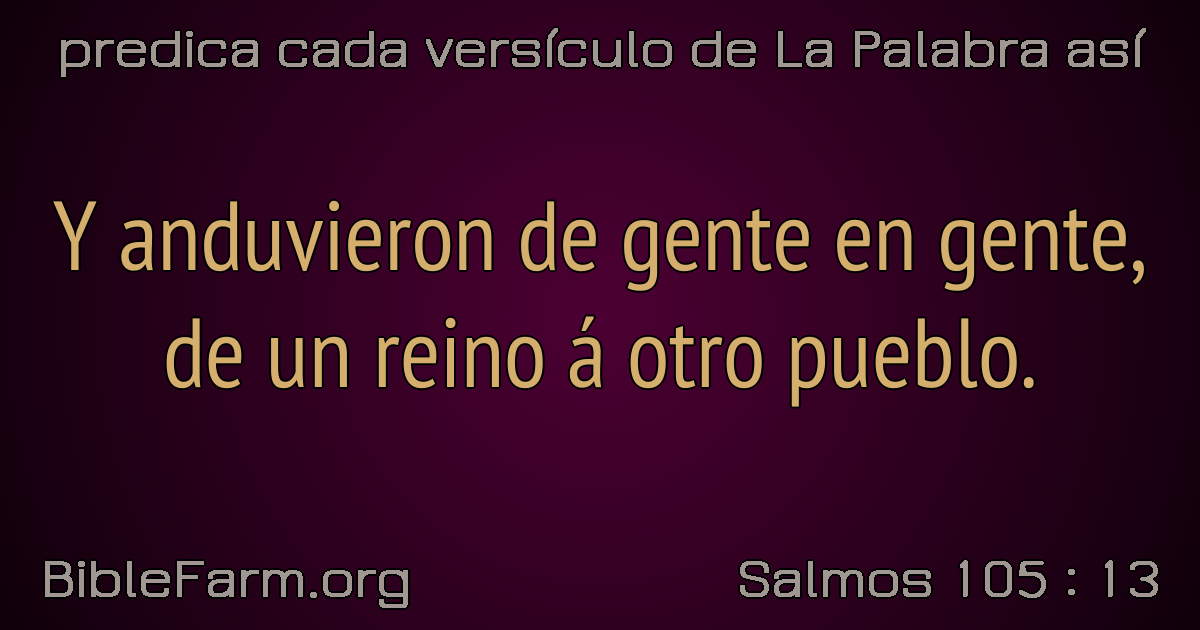 predica cada versículo de La Palabra así
Y anduvieron de gente en gente,
de un reino á otro pueblo.
BibleFarm.org
Salmos 105 : 13